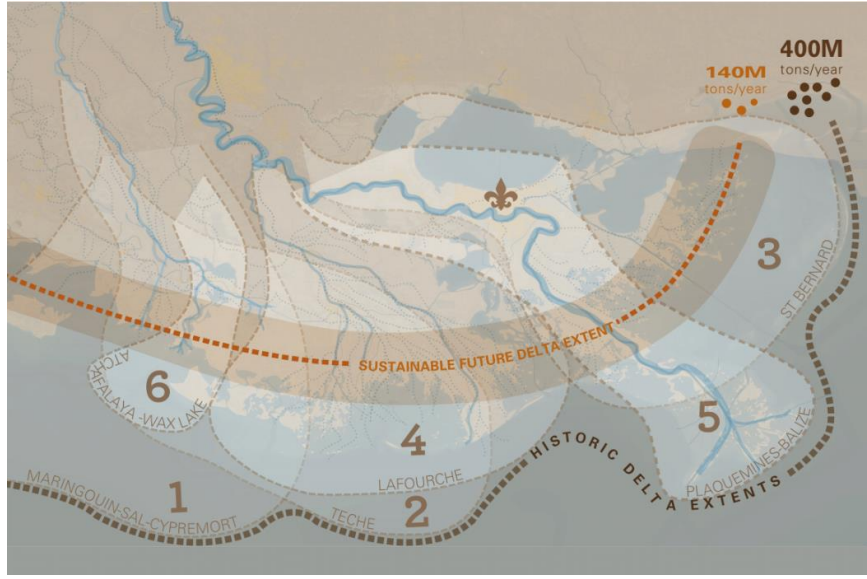 400M
tons/year
140M
tons/year
3
ST BERNARD
SUSTAINABLE FUTURE DELTA EXTENT
6
ATCHAFALAYA -WAX LAKE
5
PLAQUEMINES-BALIZE
4
LAFOURCHE
HISTORIC DELTA EXTENTS
1
MARINGOUIN-SAL-CYPREMORT
2
TECHE